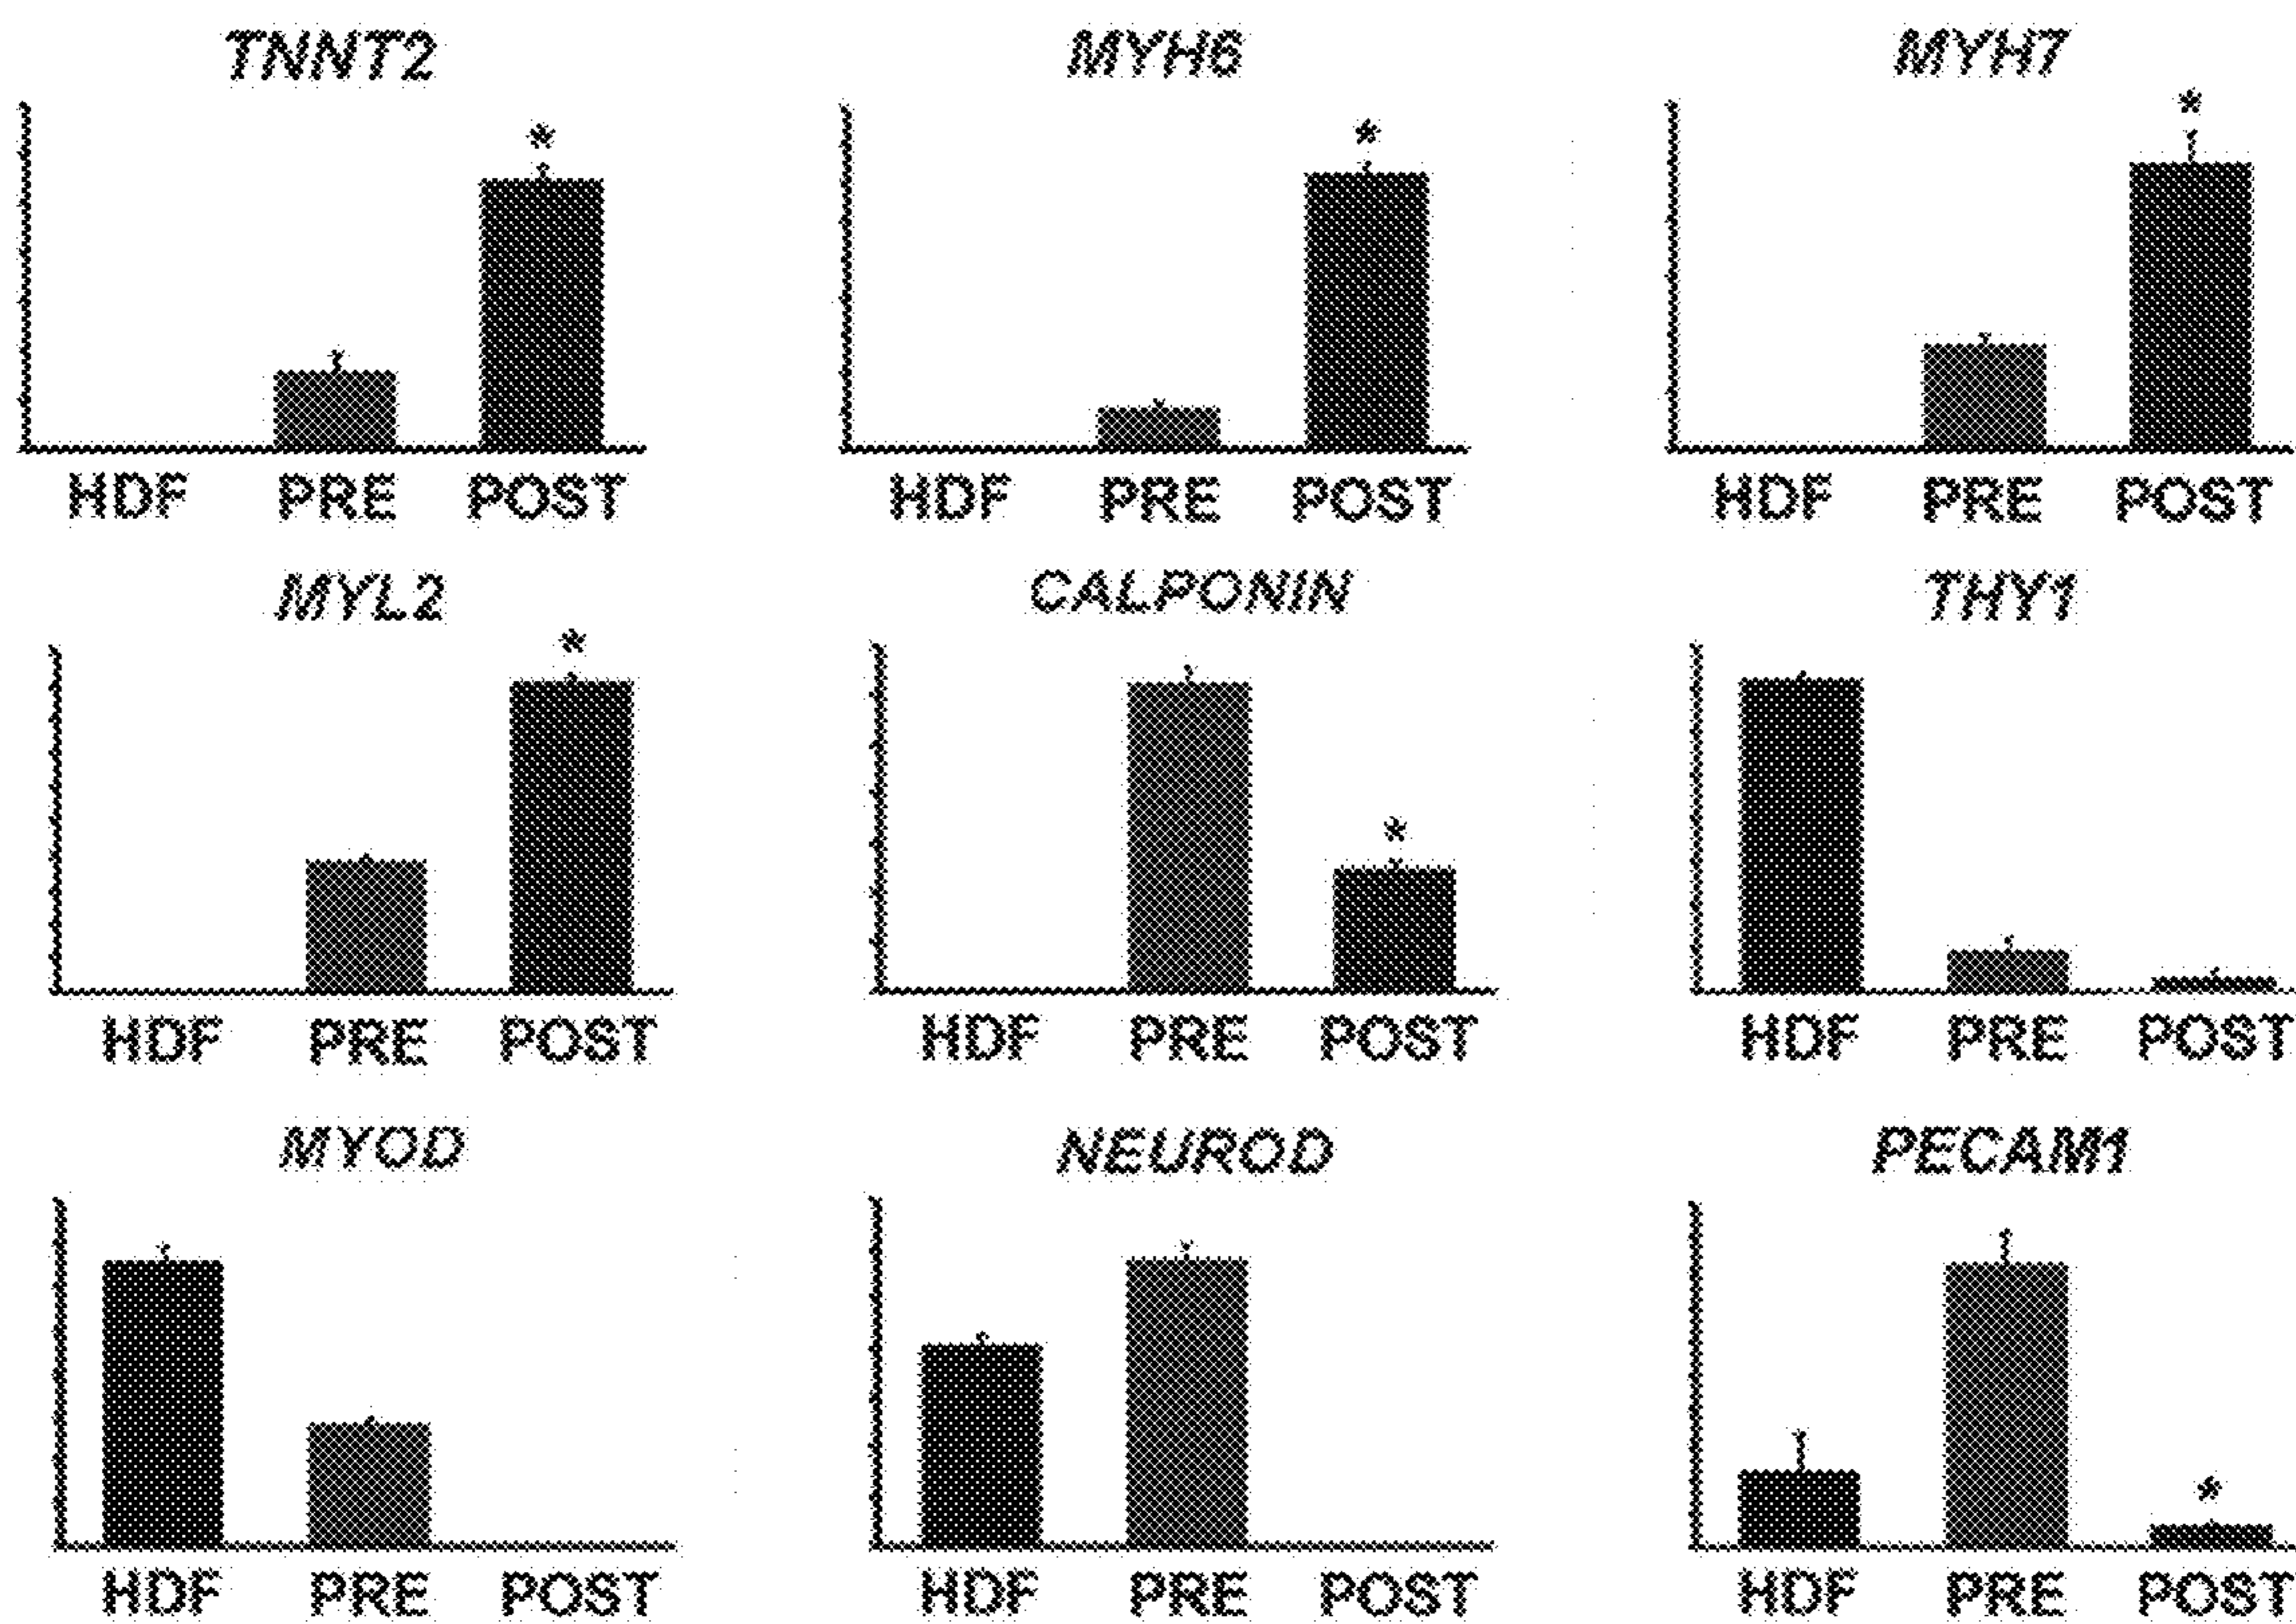 TNNT2 MYH6 MYH7
* * *
HDF PRE POST HDF PRE POST HDF PRE POST
MYL2 CALPONIN THY1
* *
HDF PRE POST HDF PRE POST HDF PRE POST
MYOD NEUROD PECAM1
*
HDF PRE POST HDF PRE POST HDF PRE POST